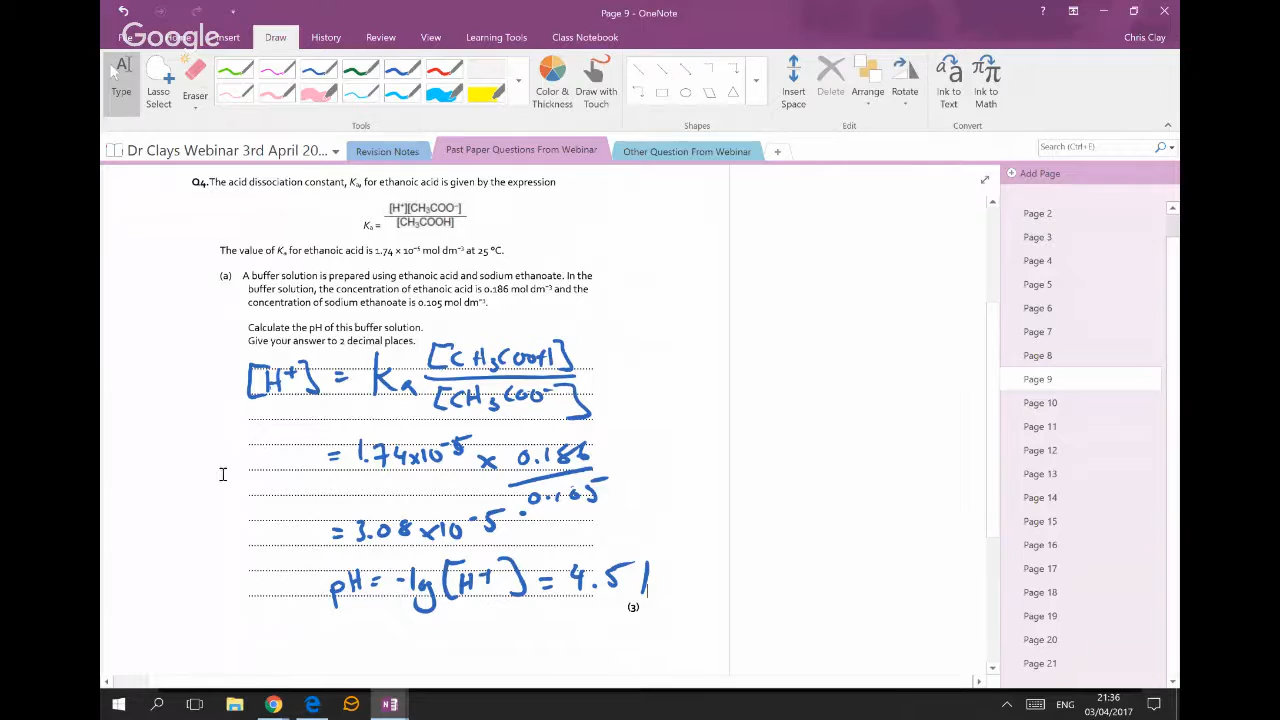 Page 9 - OneNote
?
Google
Insert
Draw
History
Review
View
Learning Tools
Class Notebook
Chris Clay
Type
Lasso Select
Eraser
Color & Thickness
Draw with Touch
Insert Space
Delete
Arrange
Rotate
Ink to Text
Ink to Math
Tools
Shapes
Edit
Convert
Dr Clays Webinar 3rd April 20...
Revision Notes
Past Paper Questions From Webinar
Other Question From Webinar
+
Search (Ctrl+E)
Add Page
Page 2
Page 3
Page 4
Page 5
Page 6
Page 7
Page 8
Page 9
Page 10
Page 11
Page 12
Page 13
Page 14
Page 15
Page 16
Page 17
Page 18
Page 19
Page 20
Page 21
Q4. The acid dissociation constant, Ka, for ethanoic acid is given by the expression
Ka = [H⁺][CH₃COO⁻] / [CH₃COOH]
The value of Ka for ethanoic acid is 1.74 × 10⁻⁵ mol dm⁻³ at 25 °C.
(a) A buffer solution is prepared using ethanoic acid and sodium ethanoate. In the
buffer solution, the concentration of ethanoic acid is 0.186 mol dm⁻³ and the
concentration of sodium ethanoate is 0.105 mol dm⁻³.
Calculate the pH of this buffer solution.
Give your answer to 2 decimal places.
[H⁺] = Ka [CH₃COOH] / [CH₃COO⁻]
= 1.74×10⁻⁵ × 0.186 / 0.105
= 3.08 ×10⁻⁵
pH = -log [H⁺] = 4.51
(3)
ENG
21:36
03/04/2017